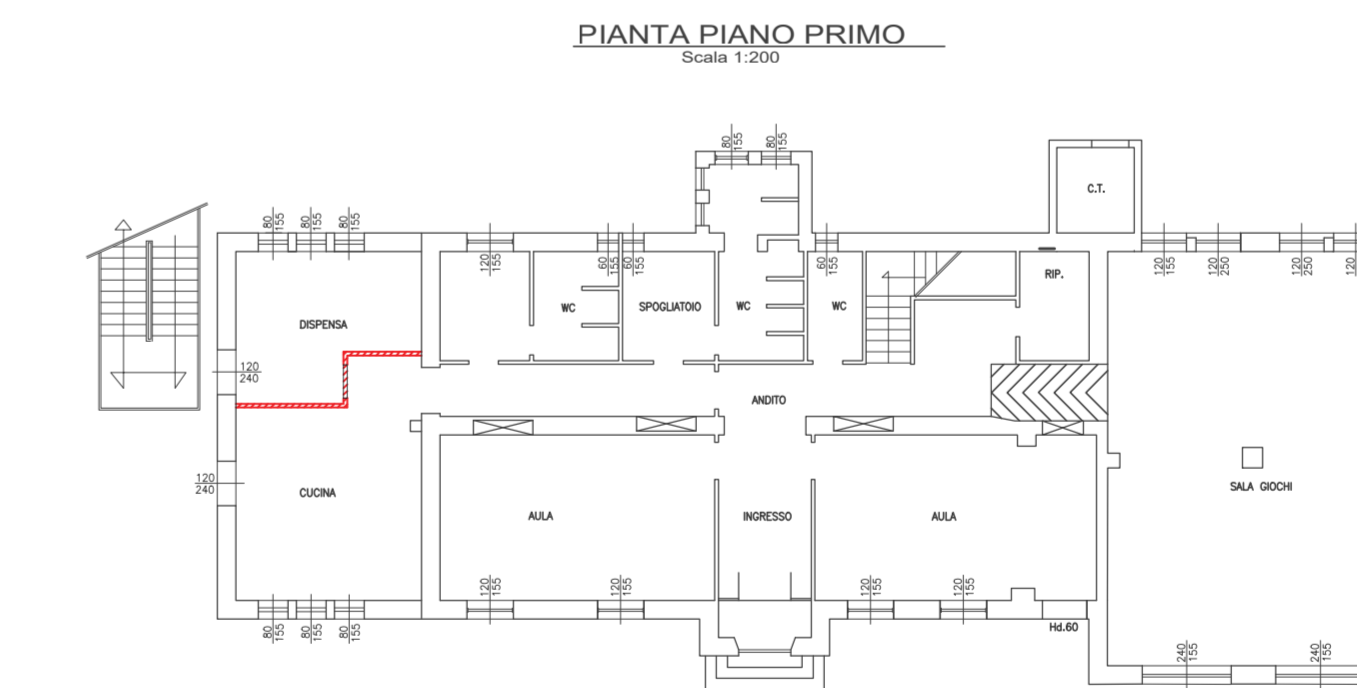 PIANTA PIANO PRIMO
Scala 1:200
80 155
80 155
C.T.
80 155
80 155
80 155
120 155
60 155
60 155
60 155
120 155
120 250
120 250
120
RIP.
WC
SPOGLIATOIO
WC
WC
DISPENSA
120
240
ANDITO
120
240
CUCINA
SALA GIOCHI
AULA
INGRESSO
AULA
80 155
80 155
80 155
120 155
120 155
120 155
120 155
Hd.60
240 155
240 155